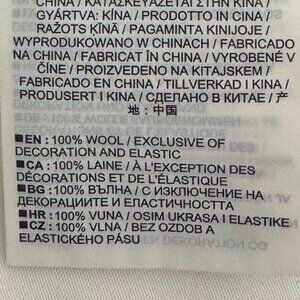 CHINA / ΚΑΤΑΣΚΕΥΑΖΕΤΑΙ ΣΤΗΝ ΚΙΝΑ /
GYÁRTVA: KÍNA / PRODOTTO IN CINA /
RAŽOTS ĶĪNĀ / PAGAMINTA KINIJOJE /
WYPRODUKOWANO W CHINACH / FABRICADO
NA CHINA / FABRICAT ÎN CHINA / VYROBENÉ V
ČÍNE / PROIZVEDENO NA KITAJSKEM /
FABRICADO EN CHINA / TILLVERKAD I KINA /
PRODUSERT I KINA / СДЕЛАНО В КИТАЕ / 产
地：中国
EN: 100% WOOL / EXCLUSIVE OF
DECORATION AND ELASTIC
CA: 100% LAINE / À L'EXCEPTION DES
DÉCORATIONS ET DE L'ÉLASTIQUE
BG: 100% ВЪЛНА / С ИЗКЛЮЧЕНИЕ НА
ДЕКОРАЦИИТЕ И ЕЛАСТИЧНОСТТА
HR: 100% VUNA / OSIM UKRASA I ELASTIKE
CZ: 100% VLNA / BEZ OZDOB A
ELASTICKÉHO PÁSU